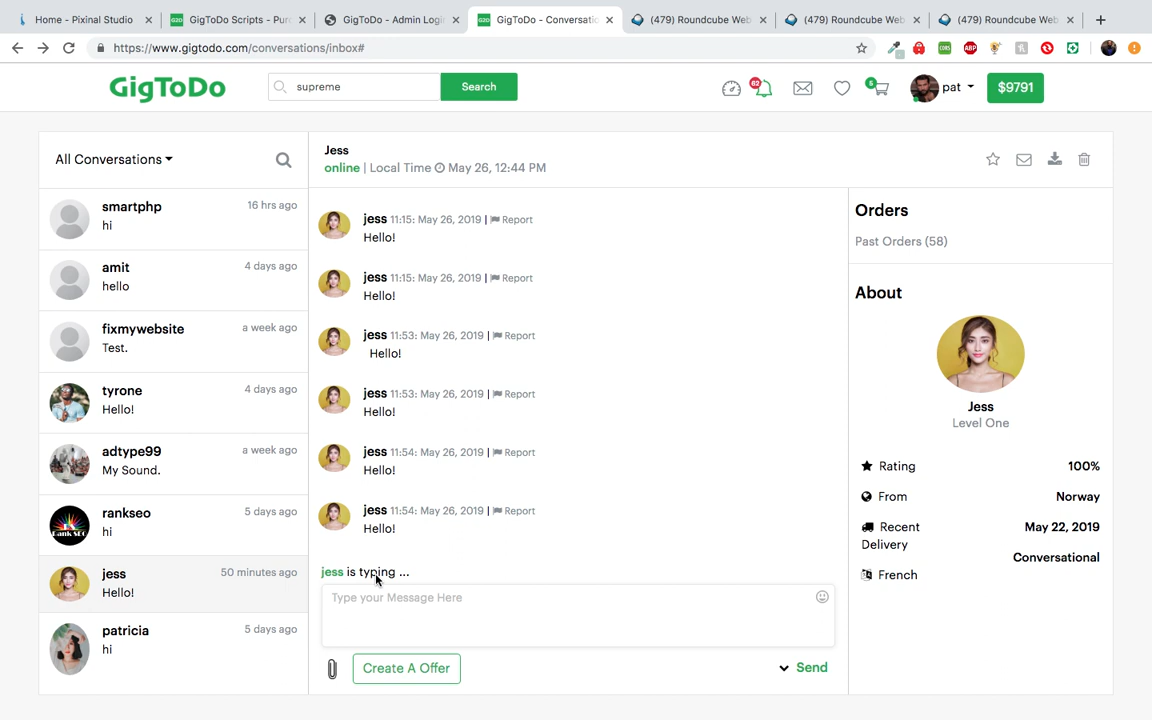 Home - Pixinal Studio
GigToDo Scripts - Pur
GigToDo - Admin Login
GigToDo - Conversatio
(479) Roundcube Web
(479) Roundcube Web
(479) Roundcube Web
https://www.gigtodo.com/conversations/inbox#
CORS
ABP
GigToDo
supreme
Search
62
5
pat
$9791
All Conversations
smartphp
16 hrs ago
hi
amit
4 days ago
hello
fixmywebsite
a week ago
Test.
tyrone
4 days ago
Hello!
adtype99
a week ago
My Sound.
rankseo
5 days ago
hi
jess
50 minutes ago
Hello!
patricia
5 days ago
hi
Jess
online | Local Time May 26, 12:44 PM
jess 11:15: May 26, 2019 | Report
Hello!
jess 11:15: May 26, 2019 | Report
Hello!
jess 11:53: May 26, 2019 | Report
Hello!
jess 11:53: May 26, 2019 | Report
Hello!
jess 11:54: May 26, 2019 | Report
Hello!
jess 11:54: May 26, 2019 | Report
Hello!
jess is typing ...
Type your Message Here
Create A Offer
Send
Orders
Past Orders (58)
About
Jess
Level One
Rating 100%
From Norway
Recent May 22, 2019
Delivery
Conversational
French